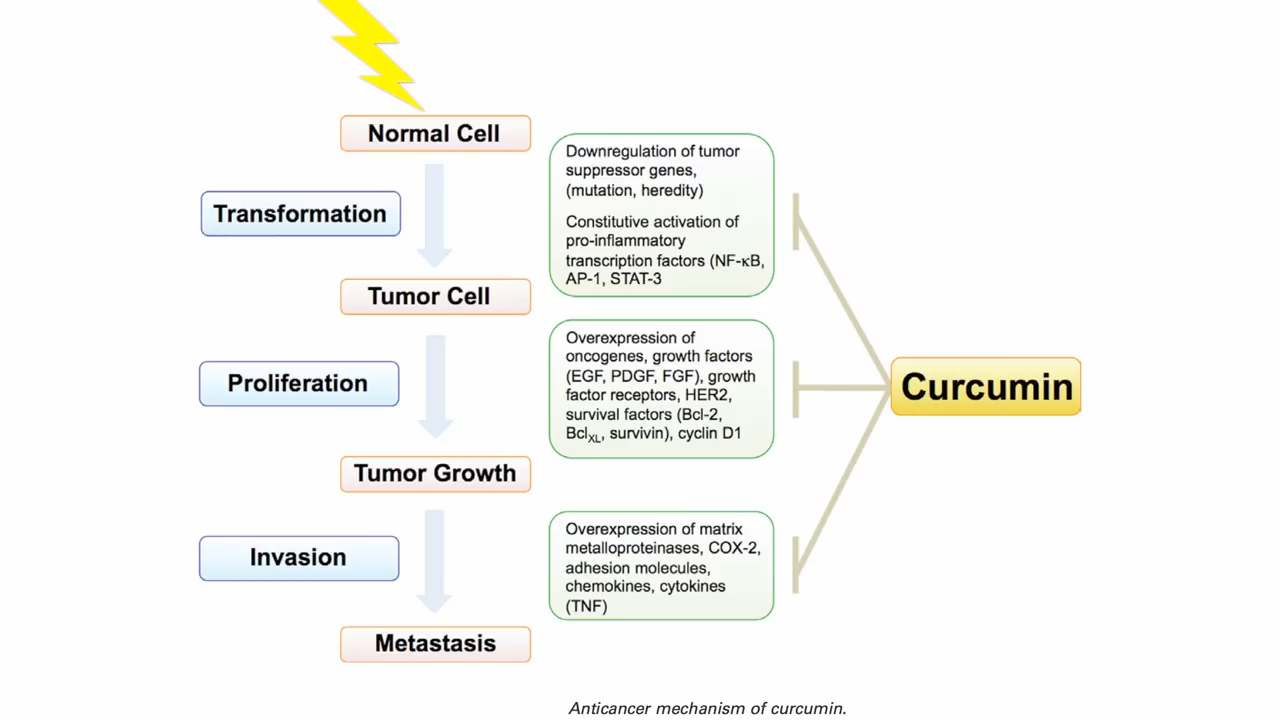 Normal Cell
Transformation
Downregulation of tumor
suppressor genes,
(mutation, heredity)
Constitutive activation of
pro-inflammatory
transcription factors (NF-κB,
AP-1, STAT-3
Tumor Cell
Proliferation
Overexpression of
oncogenes, growth factors
(EGF, PDGF, FGF), growth
factor receptors, HER2,
survival factors (Bcl-2,
BclXL, survivin), cyclin D1
Curcumin
Tumor Growth
Invasion
Overexpression of matrix
metalloproteinases, COX-2,
adhesion molecules,
chemokines, cytokines
(TNF)
Metastasis
Anticancer mechanism of curcumin.